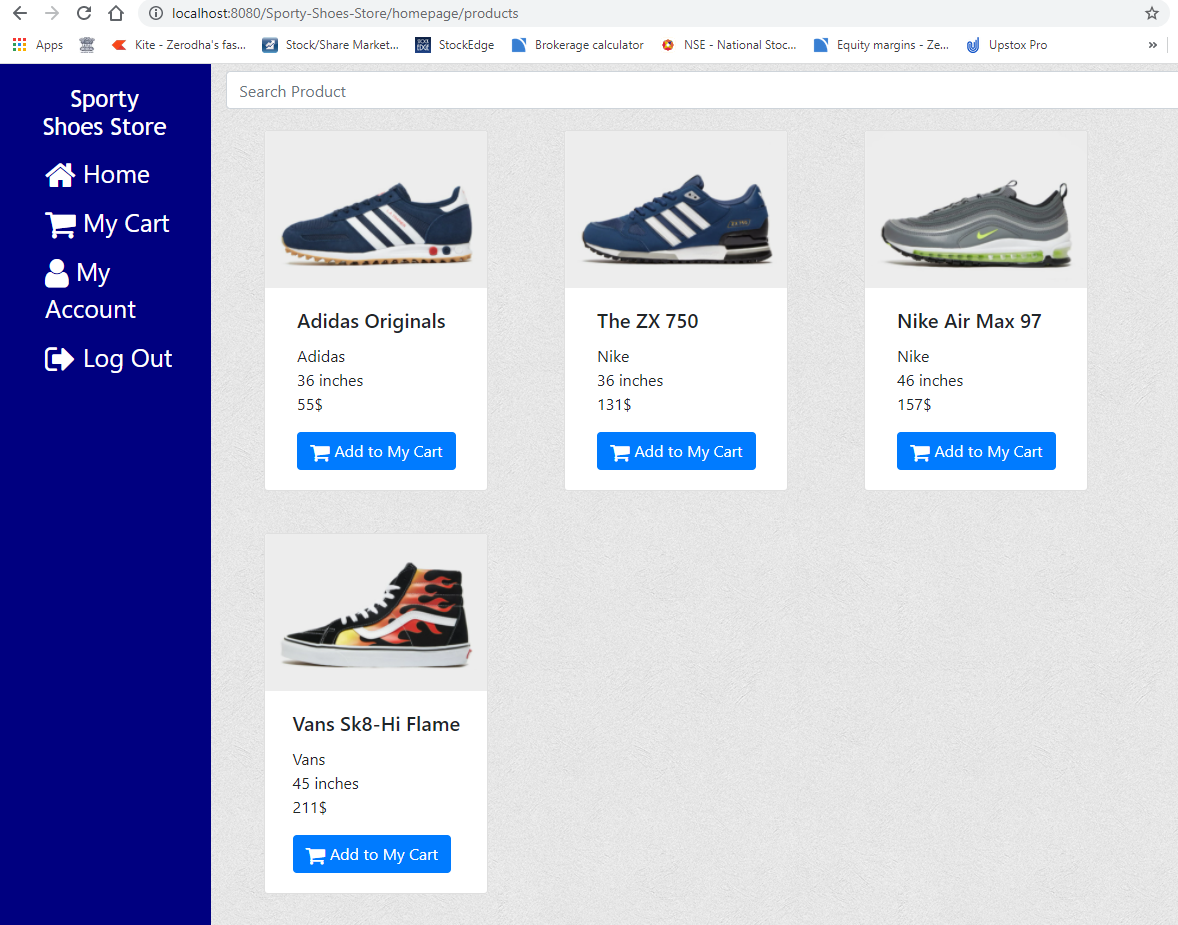 localhost:8080/Sporty-Shoes-Store/homepage/products
Apps
Kite - Zerodha's fas...
Stock/Share Market...
STOCK EDGE
StockEdge
Brokerage calculator
NSE - National Stoc...
Equity margins - Ze...
Upstox Pro
»
Sporty
Shoes Store
Home
My Cart
My
Account
Log Out
Search Product
Adidas Originals
Adidas
36 inches
55$
Add to My Cart
The ZX 750
Nike
36 inches
131$
Add to My Cart
Nike Air Max 97
Nike
46 inches
157$
Add to My Cart
Vans Sk8-Hi Flame
Vans
45 inches
211$
Add to My Cart